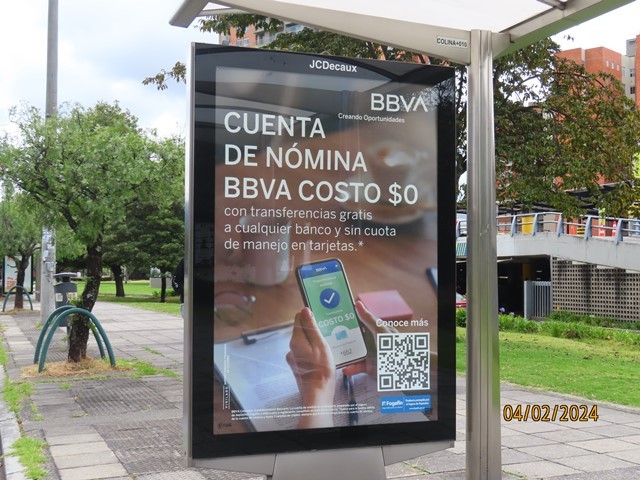 COLINA+018
JCDecaux
BBVA
Creando Oportunidades
CUENTA
DE NÓMINA
BBVA COSTO $0
con transferencias gratis
a cualquier banco y sin cuota
de manejo en tarjetas.*
BBVA
COSTO $0
Conoce más
Fogafín
04/02/2024